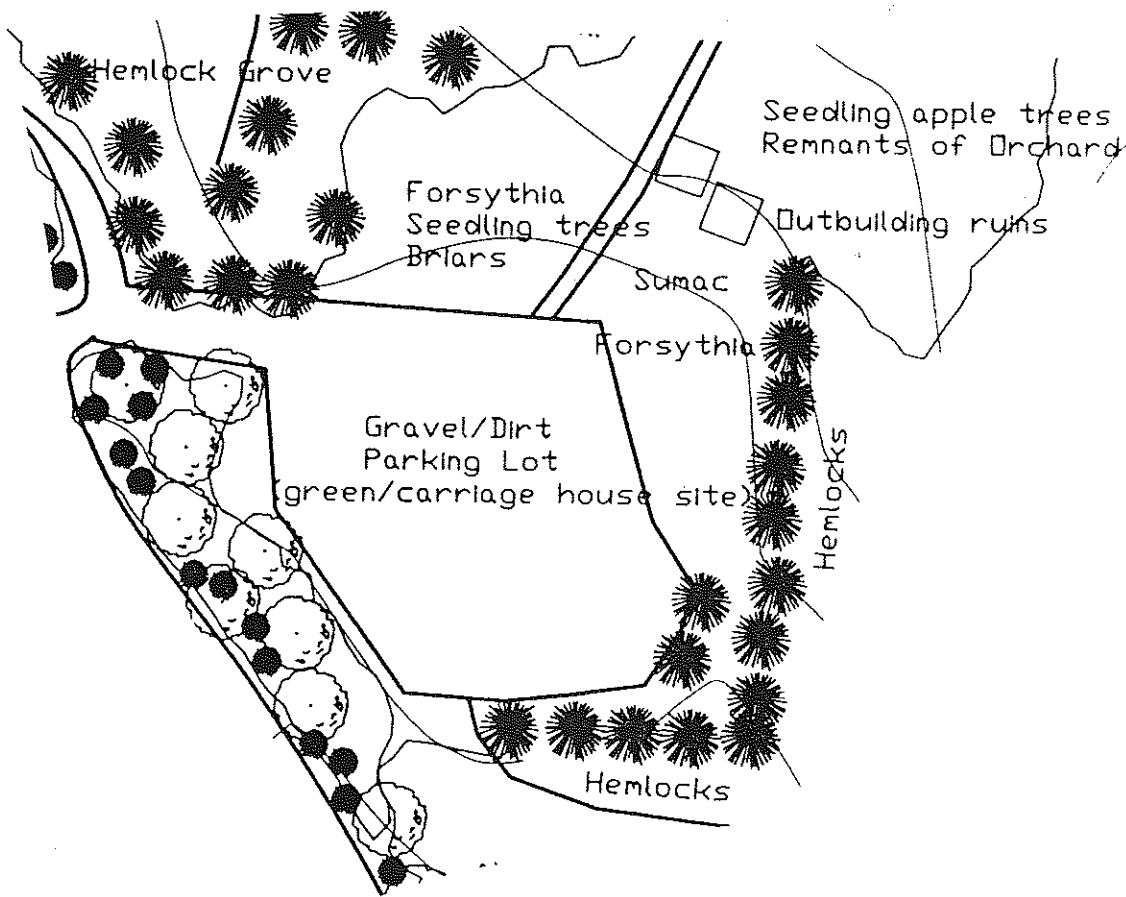 Hemlock Grove
Seedling apple trees
Remnants of Orchard
Forsythia
Seedling trees
Briars
Outbuilding ruins
Sumac
Forsythia
Gravel/Dirt
Parking Lot
(green/carriage house site)
Hemlocks
Hemlocks